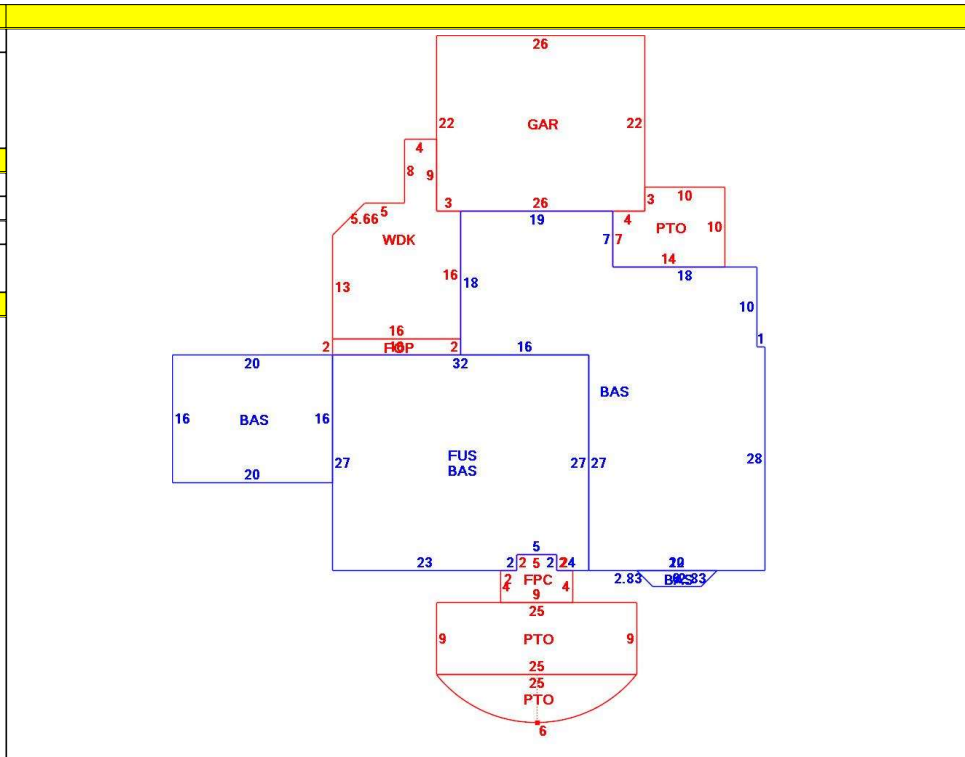 26
22 GAR 22
4
8 9
3 10
3 26 4
5 19 PTO 10
5.66
WDK 7 7
14
16 18 18
13 10
16 1
2 2 16
20 32
BAS
16 BAS 16
FUS 28
27 BAS 27 27
20
5
23 2 2 5 2
2.83
2 FPC
4 4
9
25
9 PTO 9
25
25
PTO
6